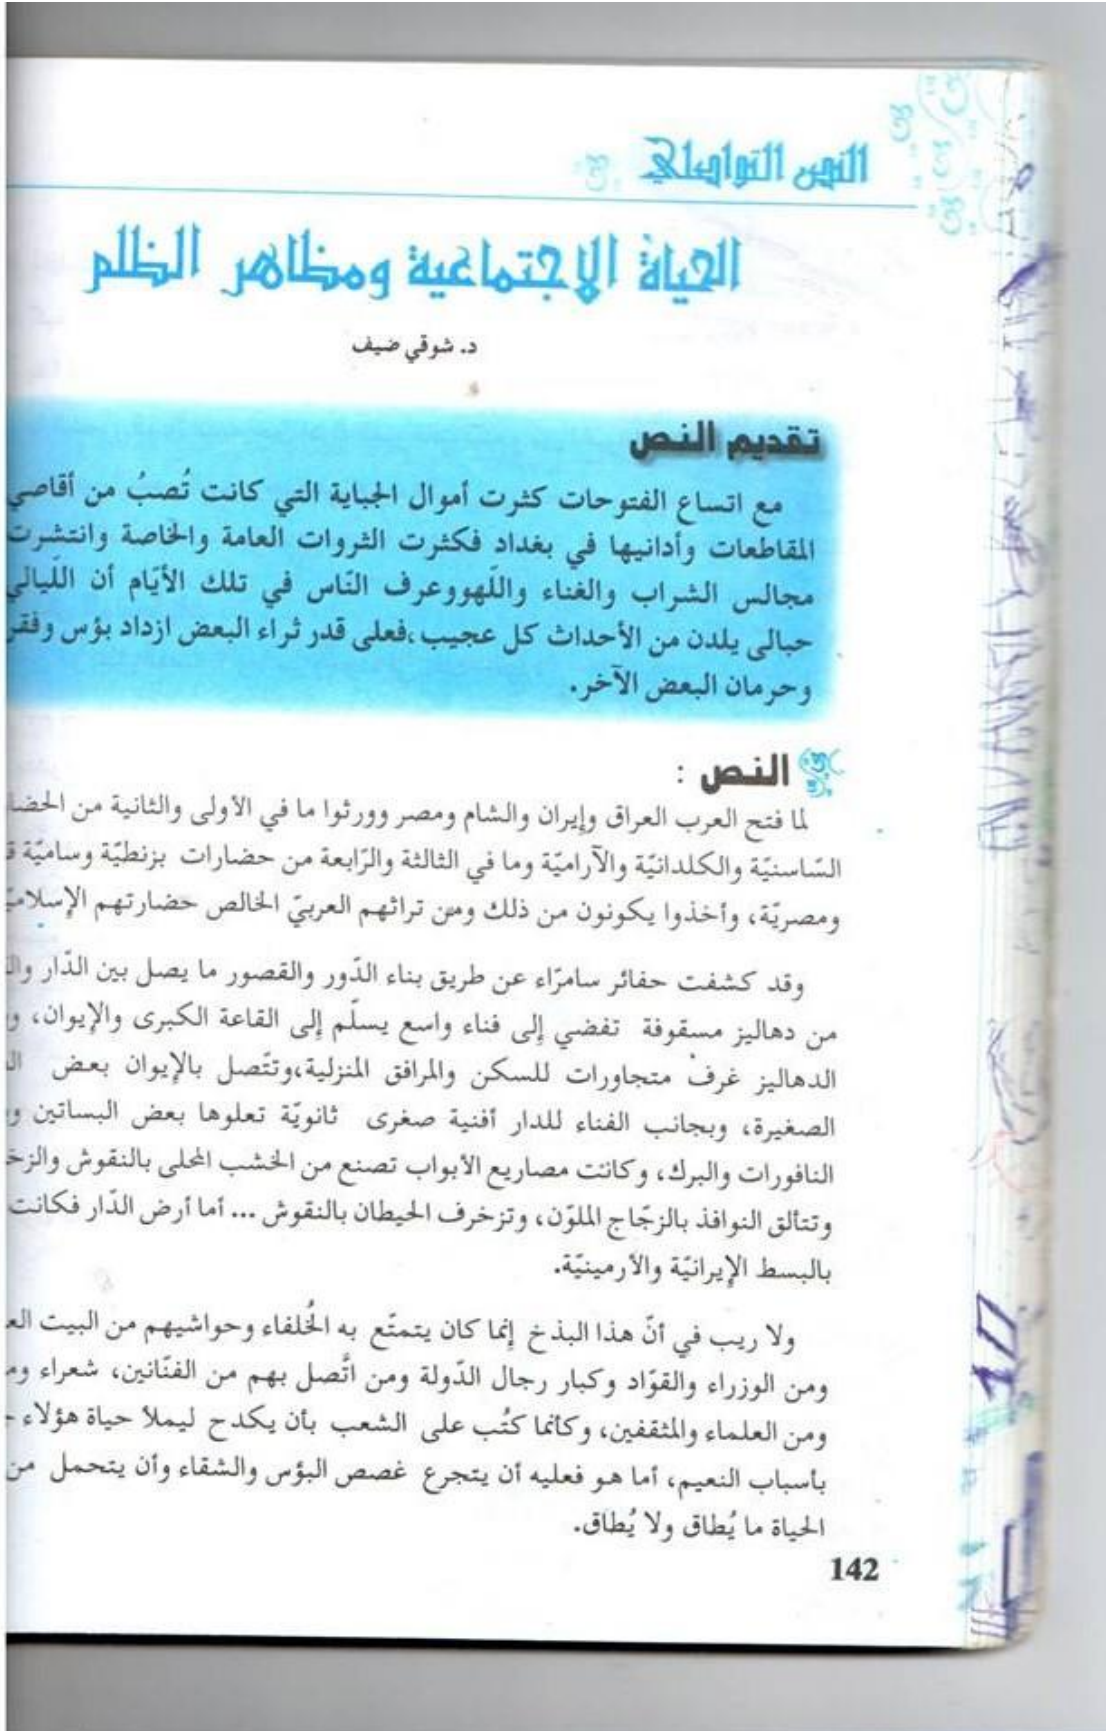 النص التواصلي
الحياة الاجتماعية ومظاهر الظلم
د. شوقي ضيف
تقديم النص
مع اتساع الفتوحات كثرت أموال الجباية التي كانت تُصبُ من أقاصي
المقاطعات وأدانيها في بغداد فكثرت الثروات العامة والخاصة وانتشرت
مجالس الشراب والغناء واللّهووعرف النّاس في تلك الأيّام أن اللّيالي
حبالى يلدن من الأحداث كل عجيب،فعلى قدر ثراء البعض ازداد بؤس وفقر
وحرمان البعض الآخر.
النص :
لما فتح العرب العراق وإيران والشام ومصر وورثوا ما في الأولى والثانية من
السّاسنيّة والكلدانيّة والآراميّة وما في الثالثة والرّابعة من حضارات بزنطيّة وساميّة
ومصريّة، وأخذوا يكونون من ذلك ومن تراثهم العربيّ الخالص حضارتهم
وقد كشفت حفائر سامرّاء عن طريق بناء الدّور والقصور ما يصل بين الدّار
من دهاليز مسقوفة تفضي إلى فناء واسع يسلّم إلى القاعة الكبرى والإيوان،
الدهاليز غرفْ متجاورات للسكن والمرافق المنزلية،وتتّصل بالإيوان بعض
الصغيرة، وبجانب الفناء للدار أفنية صغرى ثانويّة تعلوها بعض البساتين
النافورات والبرك، وكانت مصاريع الأبواب تصنع من الخشب المحلى بالنقوش
وتتألق النوافذ بالزجّاج الملوّن، وتزخرف الحيطان بالنقوش ... أما أرض الدّار فكانت
بالبسط الإيرانيّة والأرمينيّة.
ولا ريب في أنّ هذا البذخ إنما كان يتمتّع به الخُلفاء وحواشيهم من البيت
ومن الوزراء والقوّاد وكبار رجال الدّولة ومن اتَّصل بهم من الفنّانين، شعراء
ومن العلماء والمثقفين، وكأنما كتُب على الشعب بأن يكدح ليملأ حياة هؤلاء
بأسباب النعيم، أما هو فعليه أن يتجرع غصص البؤس والشقاء وأن يتحمل من
الحياة ما يُطاق ولا يُطاق.
142